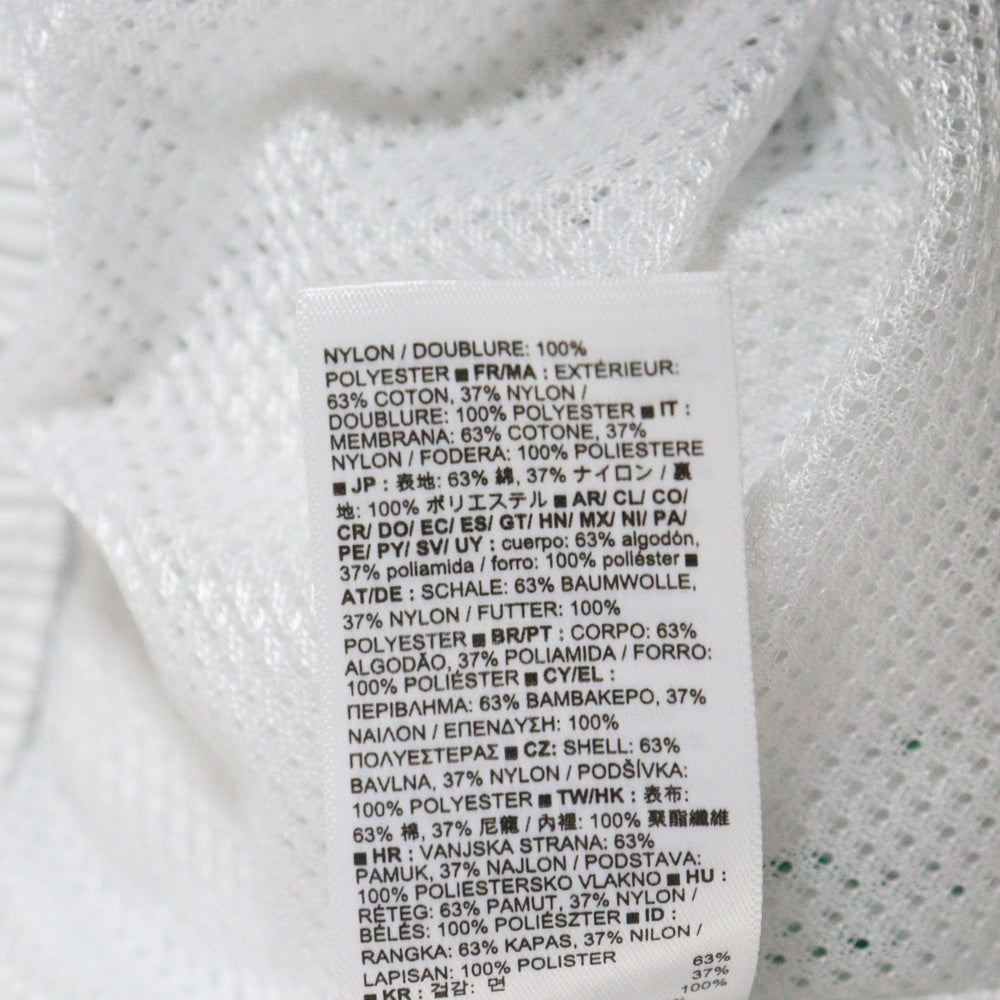 NYLON / DOUBLURE: 100%
POLYESTER ■ FR/MA : EXTÉRIEUR:
63% COTON, 37% NYLON /
DOUBLURE: 100% POLYESTER ■ IT :
MEMBRANA: 63% COTONE, 37%
NYLON / FODERA: 100% POLIESTERE
■ JP : 表地: 63% 綿, 37% ナイロン / 裏
地: 100% ポリエステル ■ AR/ CL/ CO/
CR/ DO/ EC/ ES/ GT/ HN/ MX/ NI/ PA/
PE/ PY/ SV/ UY : cuerpo: 63% algodón,
37% poliamida / forro: 100% poliéster ■
AT/DE : SCHALE: 63% BAUMWOLLE,
37% NYLON / FUTTER: 100%
POLYESTER ■ BR/PT : CORPO: 63%
ALGODÃO, 37% POLIAMIDA / FORRO:
100% POLIÉSTER ■ CY/EL :
ΠΕΡΙΒΛΗΜΑ: 63% ΒΑΜΒΑΚΕΡΟ, 37%
ΝΑΙΛΟΝ / ΕΠΕΝΔΥΣΗ: 100%
ΠΟΛΥΕΣΤΕΡΑΣ ■ CZ: SHELL: 63%
BAVLNA, 37% NYLON / PODŠÍVKA:
100% POLYESTER ■ TW/HK : 表布:
63% 棉, 37% 尼龍 / 內裡: 100% 聚酯纖維
■ HR : VANJSKA STRANA: 63%
PAMUK, 37% NAJLON / PODSTAVA:
100% POLIESTERSKO VLAKNO ■ HU :
RÉTEG: 63% PAMUT, 37% NYLON /
BÉLÉS: 100% POLIÉSZTER ■ ID :
RANGKA: 63% KAPAS, 37% NILON /
LAPISAN: 100% POLISTER
■ KR : 겉감: 면 63%
37%
100%